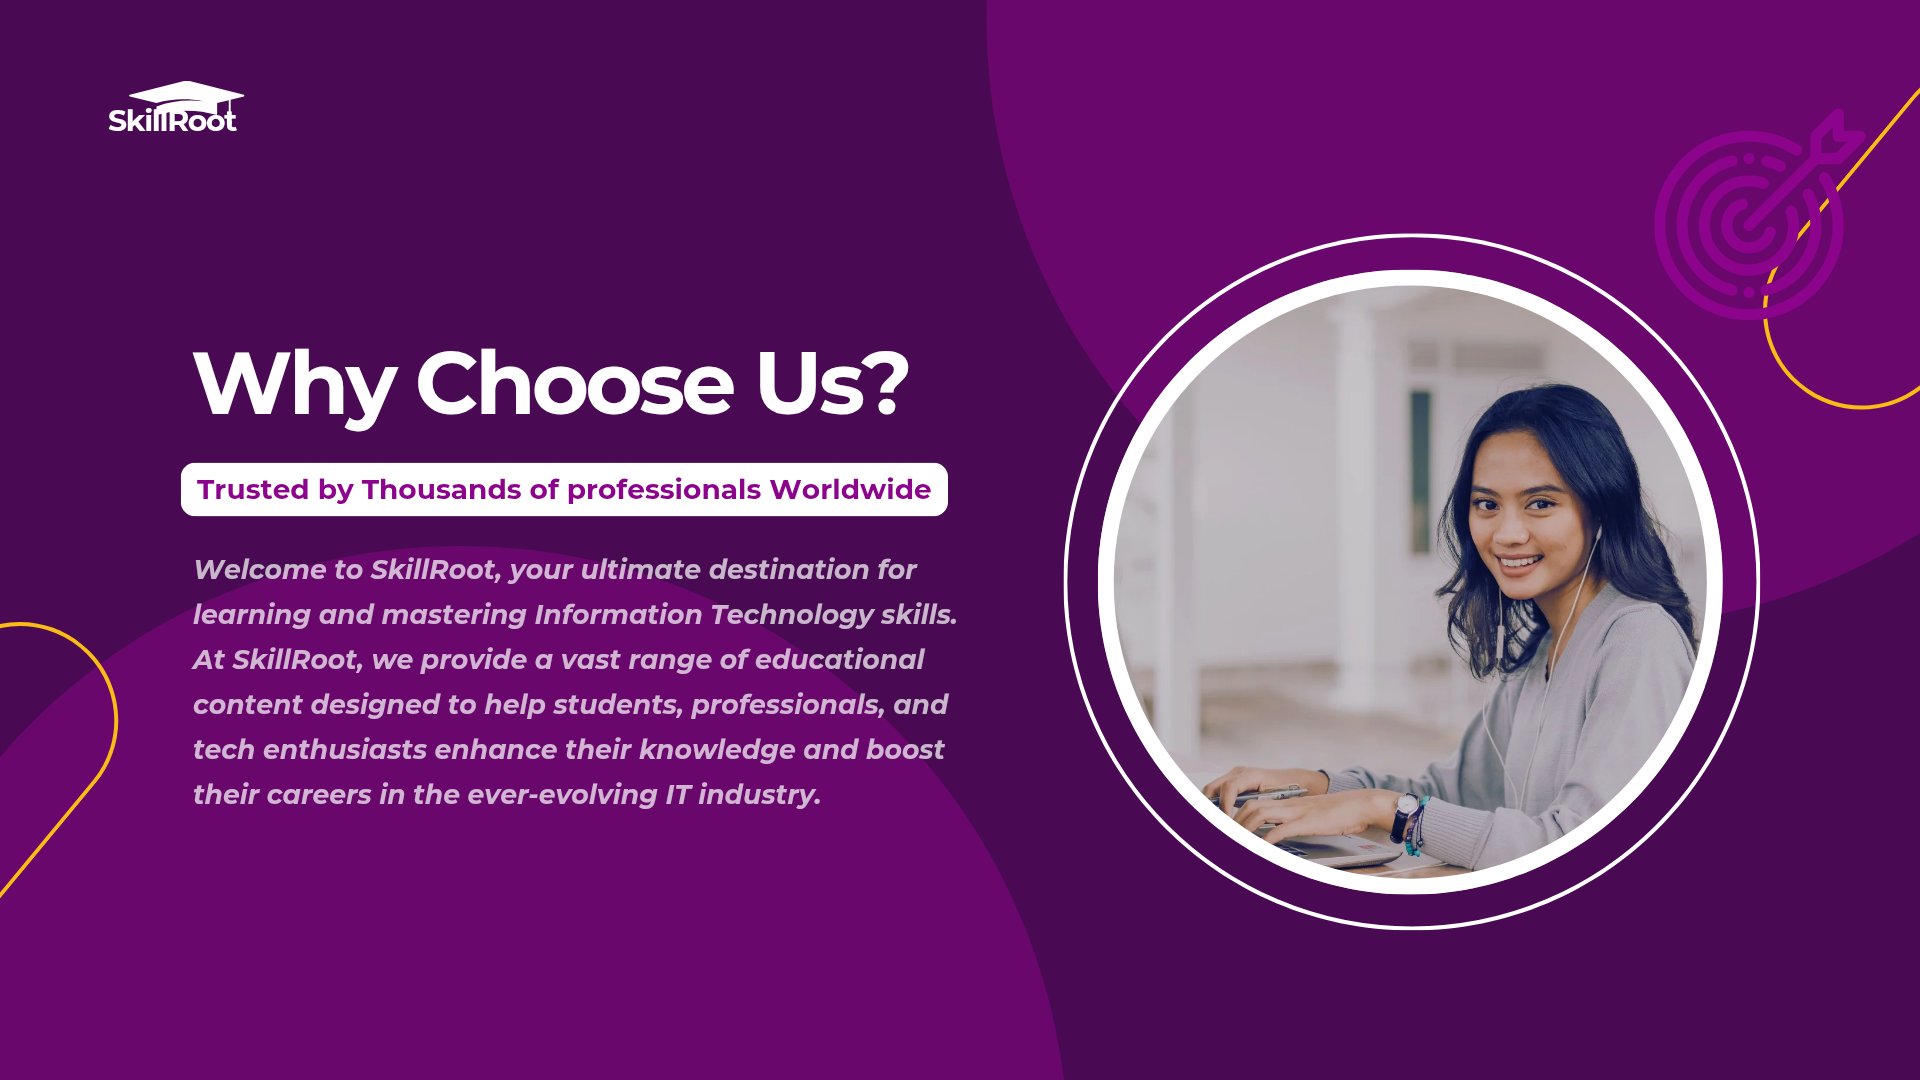 SkillRoot
Why Choose Us?
Trusted by Thousands of professionals Worldwide
Welcome to SkillRoot, your ultimate destination for
learning and mastering Information Technology skills.
At SkillRoot, we provide a vast range of educational
content designed to help students, professionals, and
tech enthusiasts enhance their knowledge and boost
their careers in the ever-evolving IT industry.